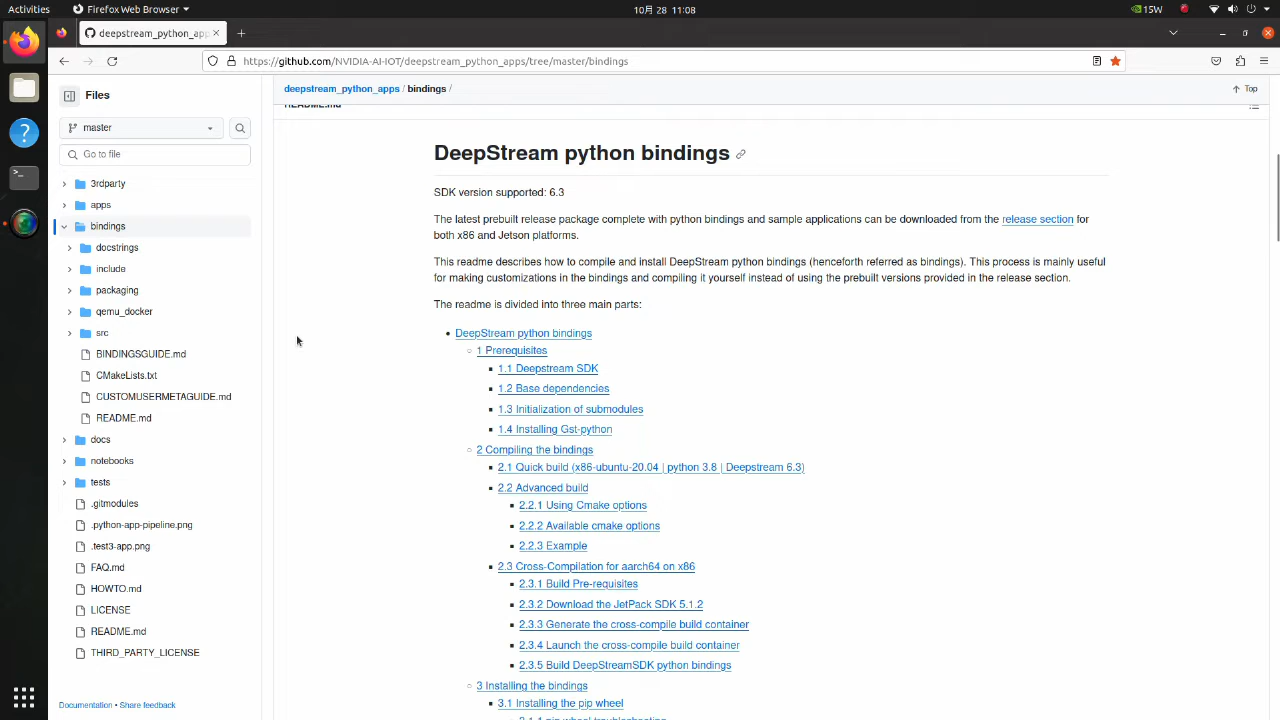 Activities
Firefox Web Browser
10月 28 11:08
15W
deepstream_python_app
https://github.com/NVIDIA-AI-IOT/deepstream_python_apps/tree/master/bindings
Files
master
Go to file
3rdparty
apps
bindings
docstrings
include
packaging
qemu_docker
src
BINDINGSGUIDE.md
CMakeLists.txt
CUSTOMUSERMETAGUIDE.md
README.md
docs
notebooks
tests
.gitmodules
.python-app-pipeline.png
.test3-app.png
FAQ.md
HOWTO.md
LICENSE
README.md
THIRD_PARTY_LICENSE
Documentation • Share feedback
deepstream_python_apps / bindings /
Top
README.md
DeepStream python bindings
SDK version supported: 6.3
The latest prebuilt release package complete with python bindings and sample applications can be downloaded from the release section for
both x86 and Jetson platforms.
This readme describes how to compile and install DeepStream python bindings (henceforth referred as bindings). This process is mainly useful
for making customizations in the bindings and compiling it yourself instead of using the prebuilt versions provided in the release section.
The readme is divided into three main parts:
DeepStream python bindings
1 Prerequisites
1.1 Deepstream SDK
1.2 Base dependencies
1.3 Initialization of submodules
1.4 Installing Gst-python
2 Compiling the bindings
2.1 Quick build (x86-ubuntu-20.04 | python 3.8 | Deepstream 6.3)
2.2 Advanced build
2.2.1 Using Cmake options
2.2.2 Available cmake options
2.2.3 Example
2.3 Cross-Compilation for aarch64 on x86
2.3.1 Build Pre-requisites
2.3.2 Download the JetPack SDK 5.1.2
2.3.3 Generate the cross-compile build container
2.3.4 Launch the cross-compile build container
2.3.5 Build DeepStreamSDK python bindings
3 Installing the bindings
3.1 Installing the pip wheel
3.1.1 pip wheel troubleshooting